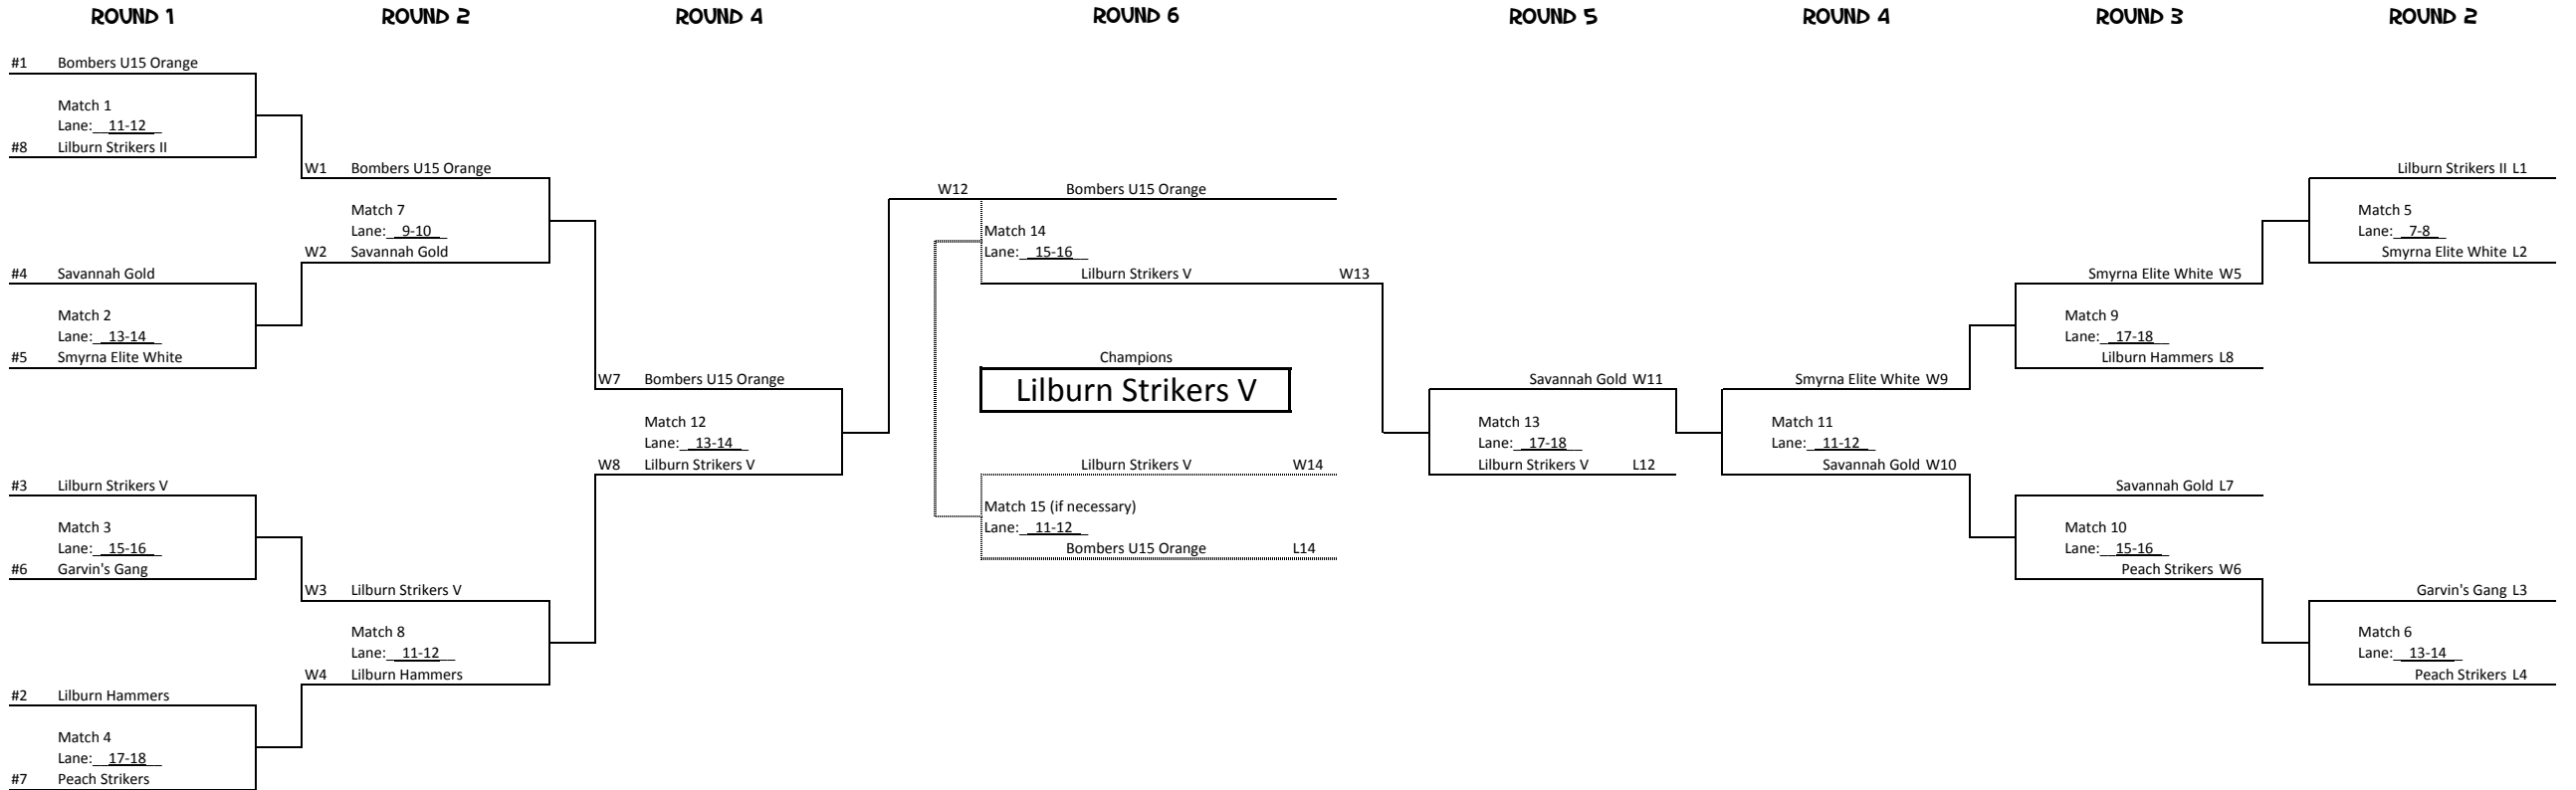 ROUND 1 ROUND 2 ROUND 4 ROUND 6 ROUND 5 ROUND 4 ROUND 3 ROUND 2
#1 Bombers U15 Orange
Match 1
Lane: 11-12
#8 Lilburn Strikers II
#4 Savannah Gold
Match 2
Lane: 13-14
#5 Smyrna Elite White
#3 Lilburn Strikers V
Match 3
Lane: 15-16
#6 Garvin's Gang
#2 Lilburn Hammers
Match 4
Lane: 17-18
#7 Peach Strikers
W1 Bombers U15 Orange
Match 7
Lane: 9-10
W2 Savannah Gold
W3 Lilburn Strikers V
Match 8
Lane: 11-12
W4 Lilburn Hammers
W7 Bombers U15 Orange
Match 12
Lane: 13-14
W8 Lilburn Strikers V
W12 Bombers U15 Orange
Match 14
Lane: 15-16
Lilburn Strikers V W13
Champions
Lilburn Strikers V
Lilburn Strikers V W14
Match 15 (if necessary)
Lane: 11-12
Bombers U15 Orange L14
Savannah Gold W11
Match 13
Lane: 17-18
Lilburn Strikers V L12
Smyrna Elite White W9
Match 11
Lane: 11-12
Savannah Gold W10
Smyrna Elite White W5
Match 9
Lane: 17-18
Lilburn Hammers L8
Savannah Gold L7
Match 10
Lane: 15-16
Peach Strikers W6
Lilburn Strikers II L1
Match 5
Lane: 7-8
Smyrna Elite White L2
Garvin's Gang L3
Match 6
Lane: 13-14
Peach Strikers L4